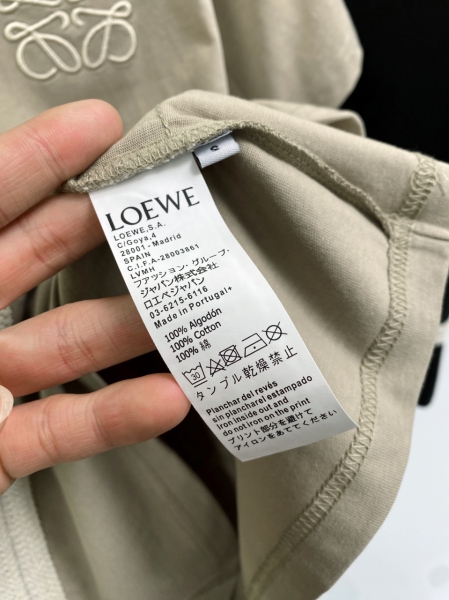 S
LOEWE
LOEWE,S.A.
C/Goya,4
28001-Madrid
SPAIN
C.I.F.A-28003861
LVMH
ファッション・グループ・
ジャパン株式会社
ロエベジャパン
03-6215-6116
Made in Portugal+
100% Algodón
100% Cotton
100% 綿
30
タンブル乾燥禁止
Planchar del revés
sin planchar el estampado
Iron inside out and
do not iron on the print
プリント部分を避けて
アイロンをあててください